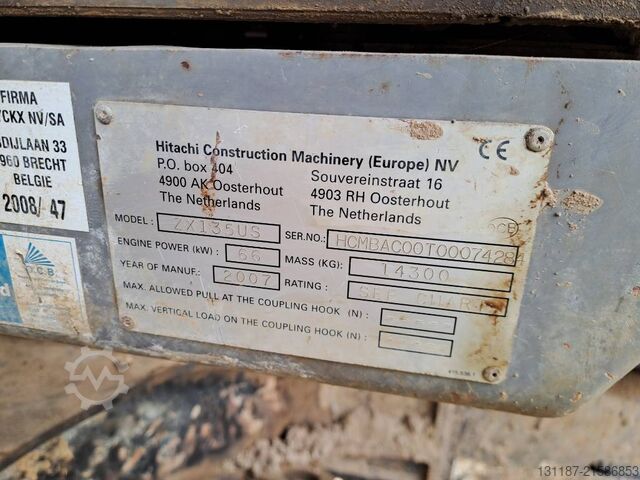 FIRMA
YCKX NV/SA
DIJLAAN 33
960 BRECHT
BELGIE
2008/ 47
C.B
Hitachi Construction Machinery (Europe) NV
P.O. box 404
4900 AK Oosterhout
The Netherlands
Souvereinstraat 16
4903 RH Oosterhout
The Netherlands
CE
MODEL : ZX135US
SER.NO.: HCMBAC00T00074284
ENGINE POWER (kW) : 66
MASS (KG) : 14300
YEAR OF MANUF.: 2007
RATING : SEE CHART
MAX. ALLOWED PULL AT THE COUPLING HOOK (N) :
MAX. VERTICAL LOAD ON THE COUPLING HOOK (N) :
131187-21586853